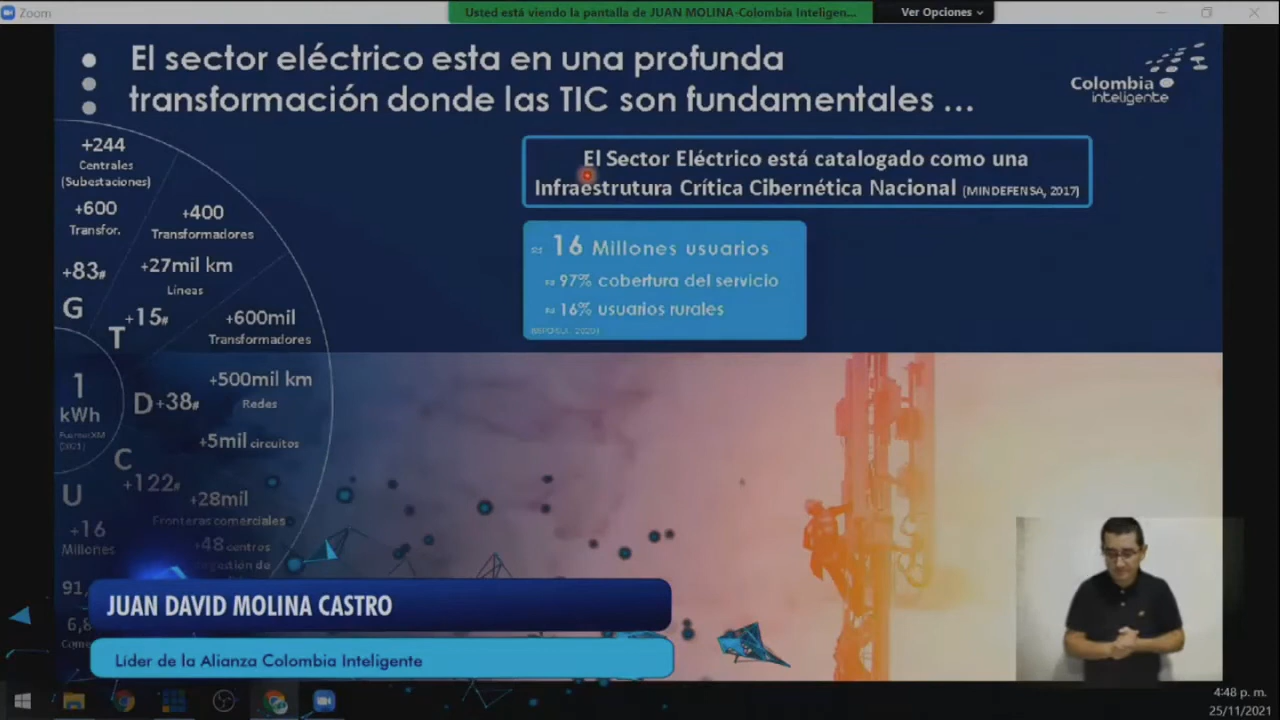 Zoom
Usted está viendo la pantalla de JUAN MOLINA-Colombia Inteligen...
Ver Opciones
El sector eléctrico esta en una profunda
transformación donde las TIC son fundamentales ...
Colombia
inteligente
+244
Centrales
(Subestaciones)
+600
Transfor.
+83#
G
+400
Transformadores
+27mil km
Líneas
+15#
T
+600mil
Transformadores
+500mil km
Redes
D+38#
+5mil circuitos
1
kWh
C
+122#
+28mil
Fronteras comerciales
+48 centros
gestión de
U
+16
Millones
91,
6,8
El Sector Eléctrico está catalogado como una
Infraestrutura Crítica Cibernética Nacional (MINDEFENSA, 2017)
≈ 16 Millones usuarios
≈ 97% cobertura del servicio
≈ 16% usuarios rurales
JUAN DAVID MOLINA CASTRO
Líder de la Alianza Colombia Inteligente
4:48 p. m.
25/11/2021